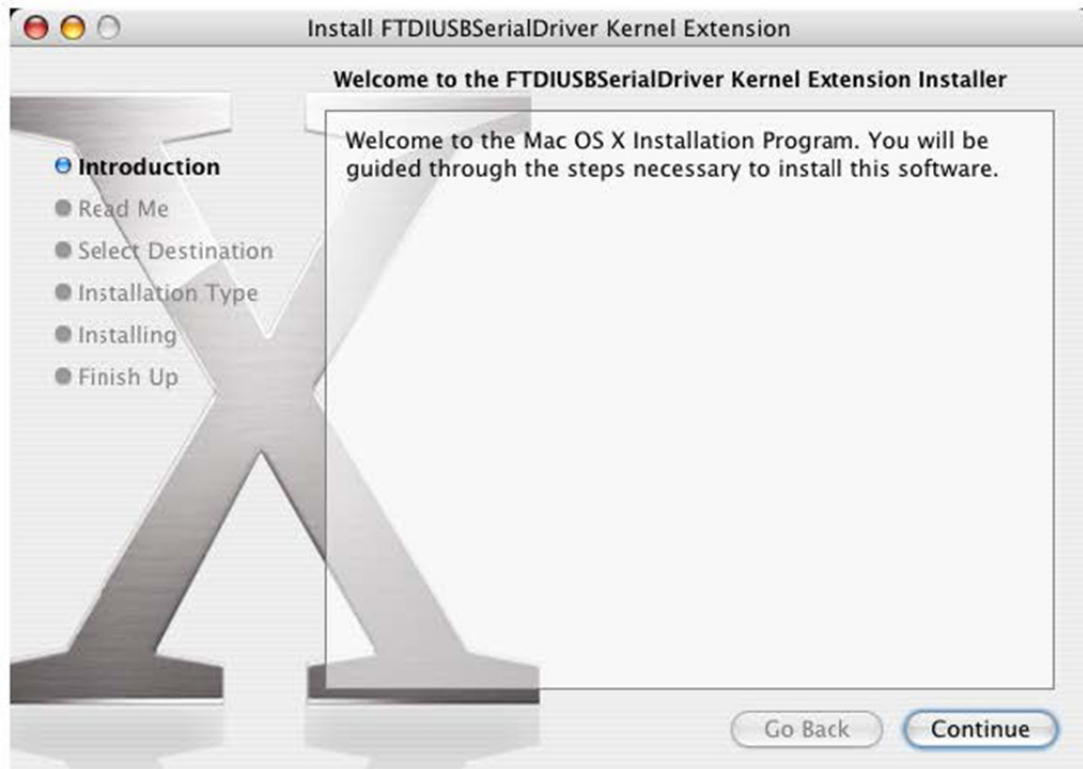 Install FTDIUSBSerialDriver Kernel Extension
Welcome to the FTDIUSBSerialDriver Kernel Extension Installer
Introduction
Read Me
Select Destination
Installation Type
Installing
Finish Up
Welcome to the Mac OS X Installation Program. You will be
guided through the steps necessary to install this software.
Go Back
Continue